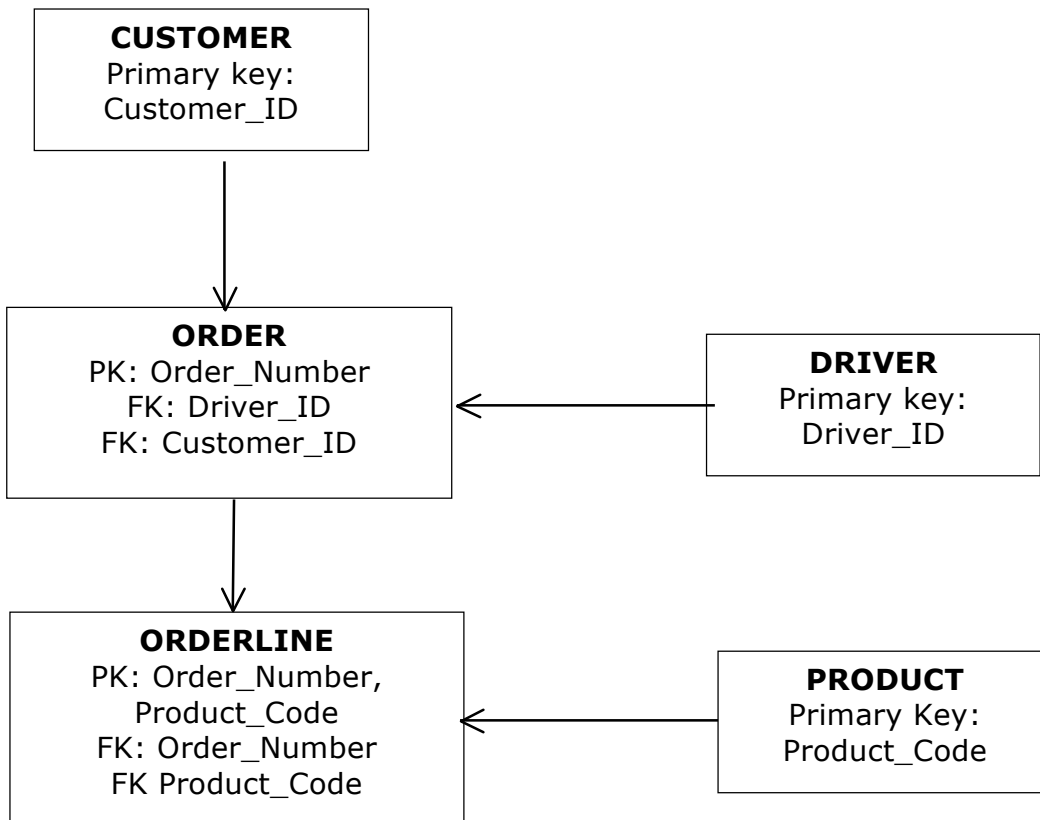 CUSTOMER
Primary key:
Customer_ID
ORDER
PK: Order_Number
FK: Driver_ID
FK: Customer_ID
DRIVER
Primary key:
Driver_ID
ORDERLINE
PK: Order_Number,
Product_Code
FK: Order_Number
FK Product_Code
PRODUCT
Primary Key:
Product_Code